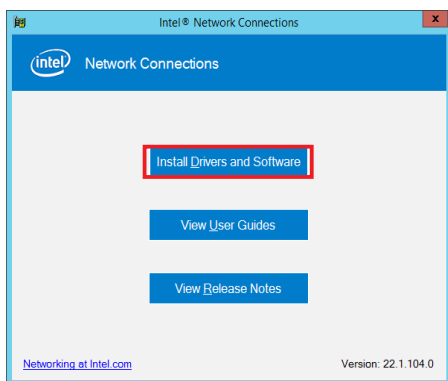 Intel® Network Connections
x
intel Network Connections
Install Drivers and Software
View User Guides
View Release Notes
Networking at Intel.com Version: 22.1.104.0